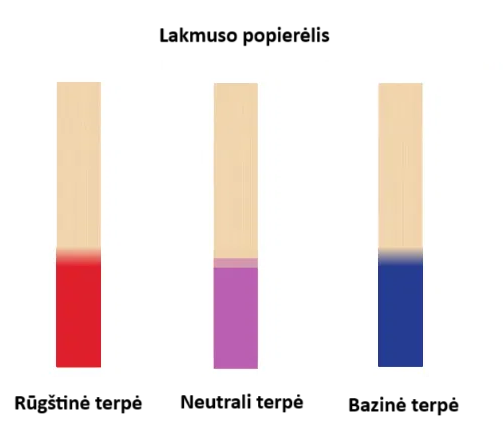 Lakmuso popierėlis
Rūgštinė terpė
Neutrali terpė
Bazinė terpė